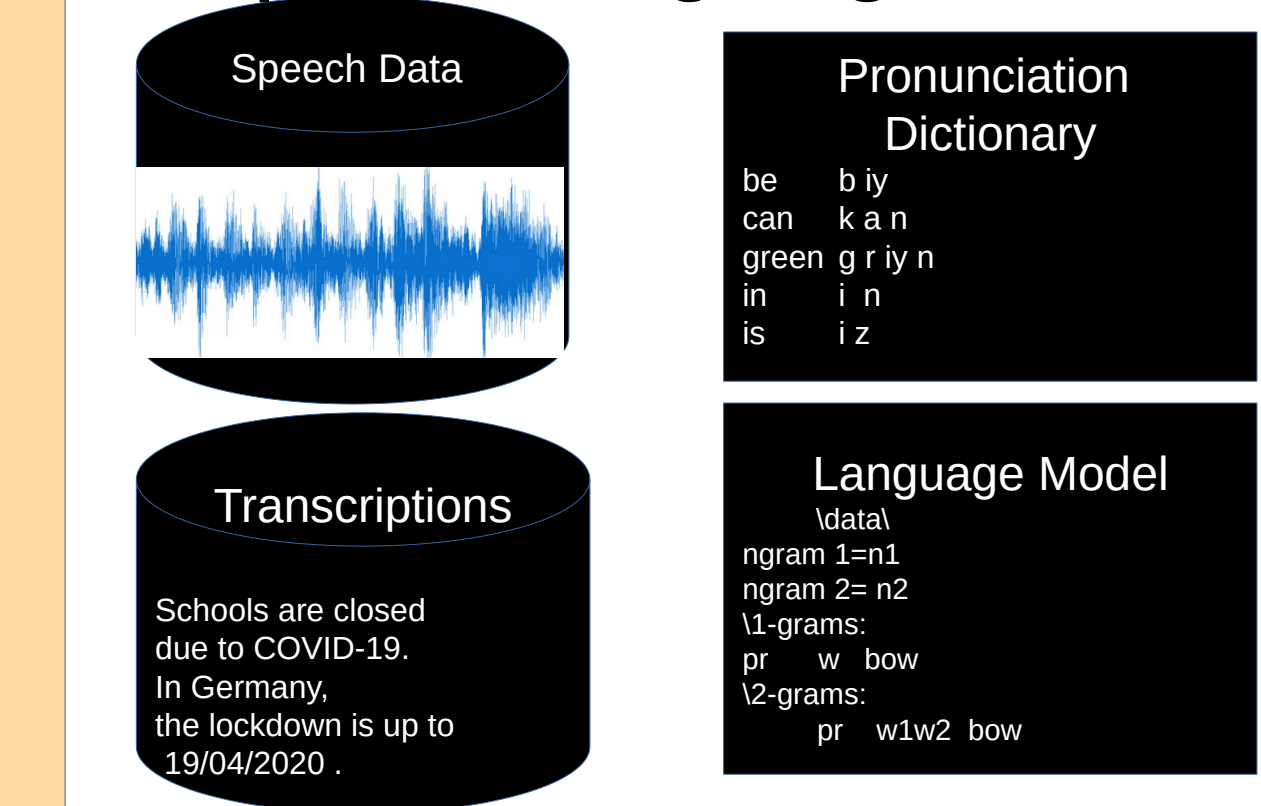 Speech Data
Transcriptions
Schools are closed
due to COVID-19.
In Germany,
the lockdown is up to
19/04/2020 .
Pronunciation
Dictionary
be b iy
can k a n
green g r iy n
in i n
is i z
Language Model
\data\
ngram 1=n1
ngram 2= n2
\1-grams:
pr w bow
\2-grams:
pr w1w2 bow